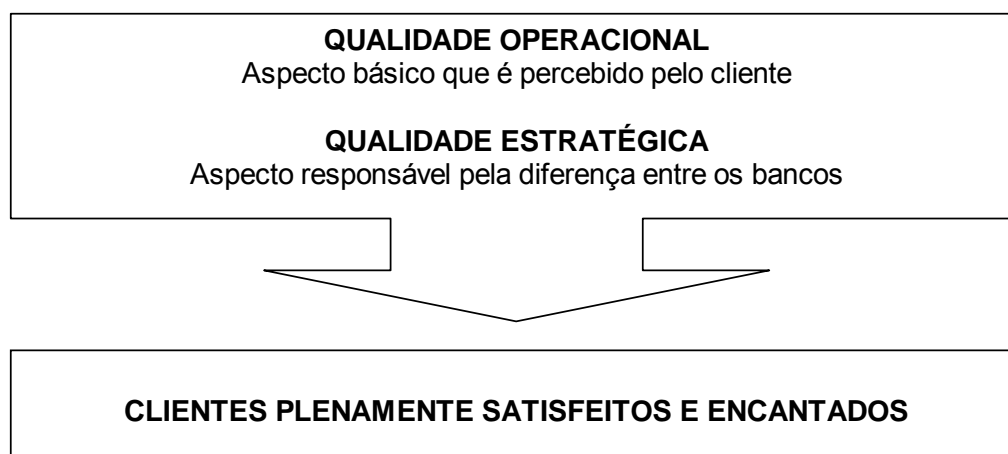 QUALIDADE OPERACIONAL
Aspecto básico que é percebido pelo cliente
QUALIDADE ESTRATÉGICA
Aspecto responsável pela diferença entre os bancos
CLIENTES PLENAMENTE SATISFEITOS E ENCANTADOS